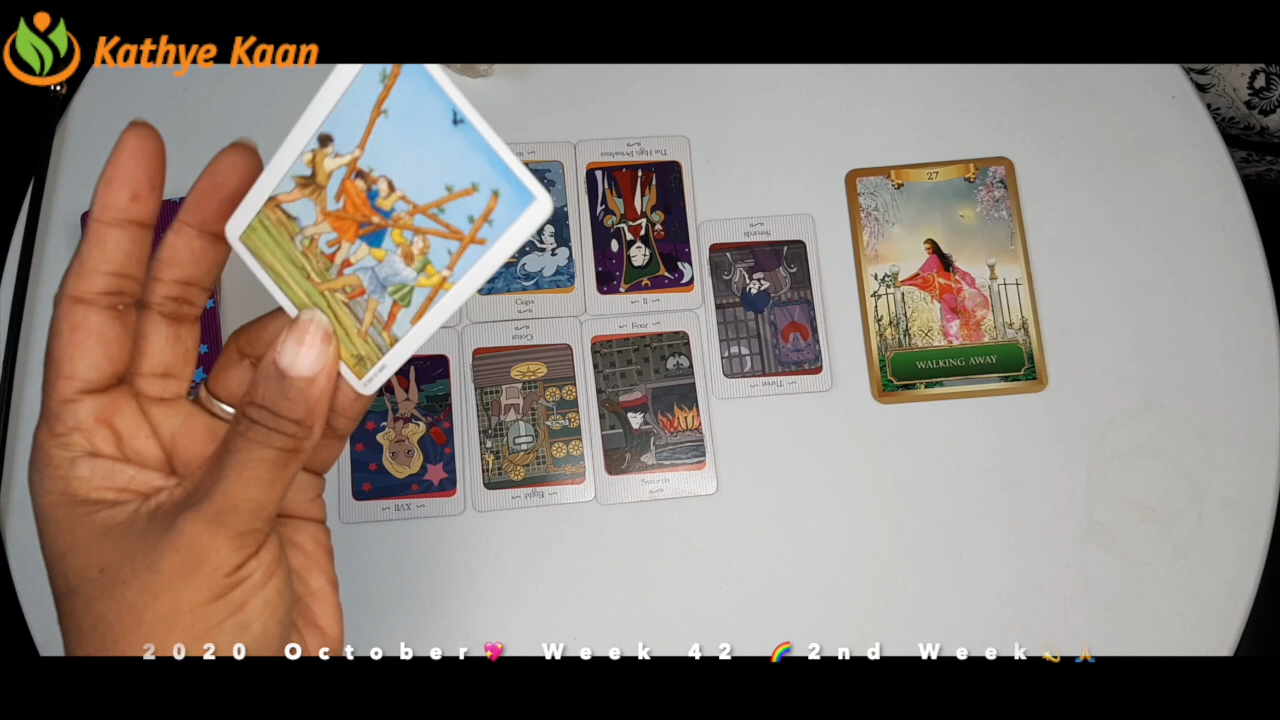 Kathye Kaan
The High Priestess
27
Swords
Cups
II
Coins
Four
WALKING AWAY
Three
Swords
Eight
XVII
2020 October💖 Week 42 🌈2nd Week💫🙏